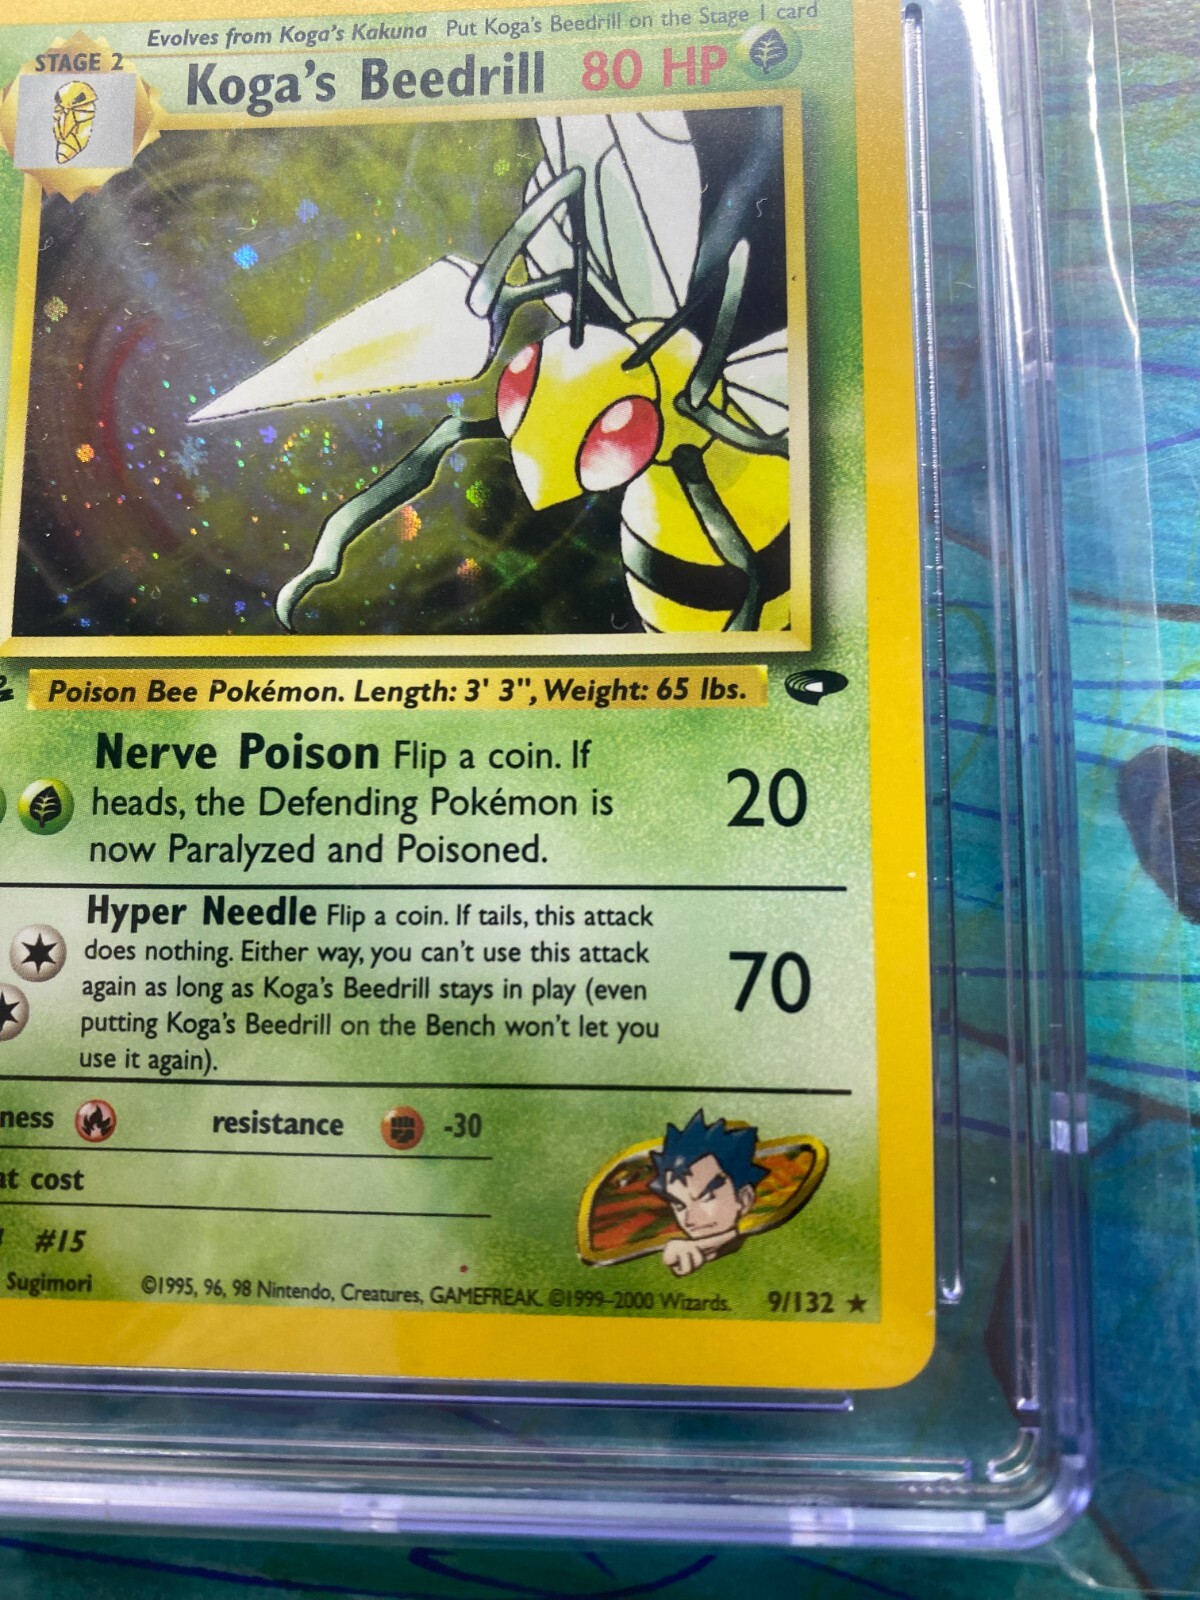 Evolves from Koga's Kakuna Put Koga's Beedrill on the Stage 1 card
STAGE 2
Koga's Beedrill 80 HP
Poison Bee Pokémon. Length: 3' 3", Weight: 65 lbs.
Nerve Poison Flip a coin. If
heads, the Defending Pokémon is
now Paralyzed and Poisoned.
20
Hyper Needle Flip a coin. If tails, this attack
does nothing. Either way, you can't use this attack
again as long as Koga's Beedrill stays in play (even
putting Koga's Beedrill on the Bench won't let you
use it again).
70
ness resistance -30
at cost
#15
Sugimori ©1995, 96, 98 Nintendo, Creatures, GAMEFREAK. ©1999–2000 Wizards. 9/132 ★